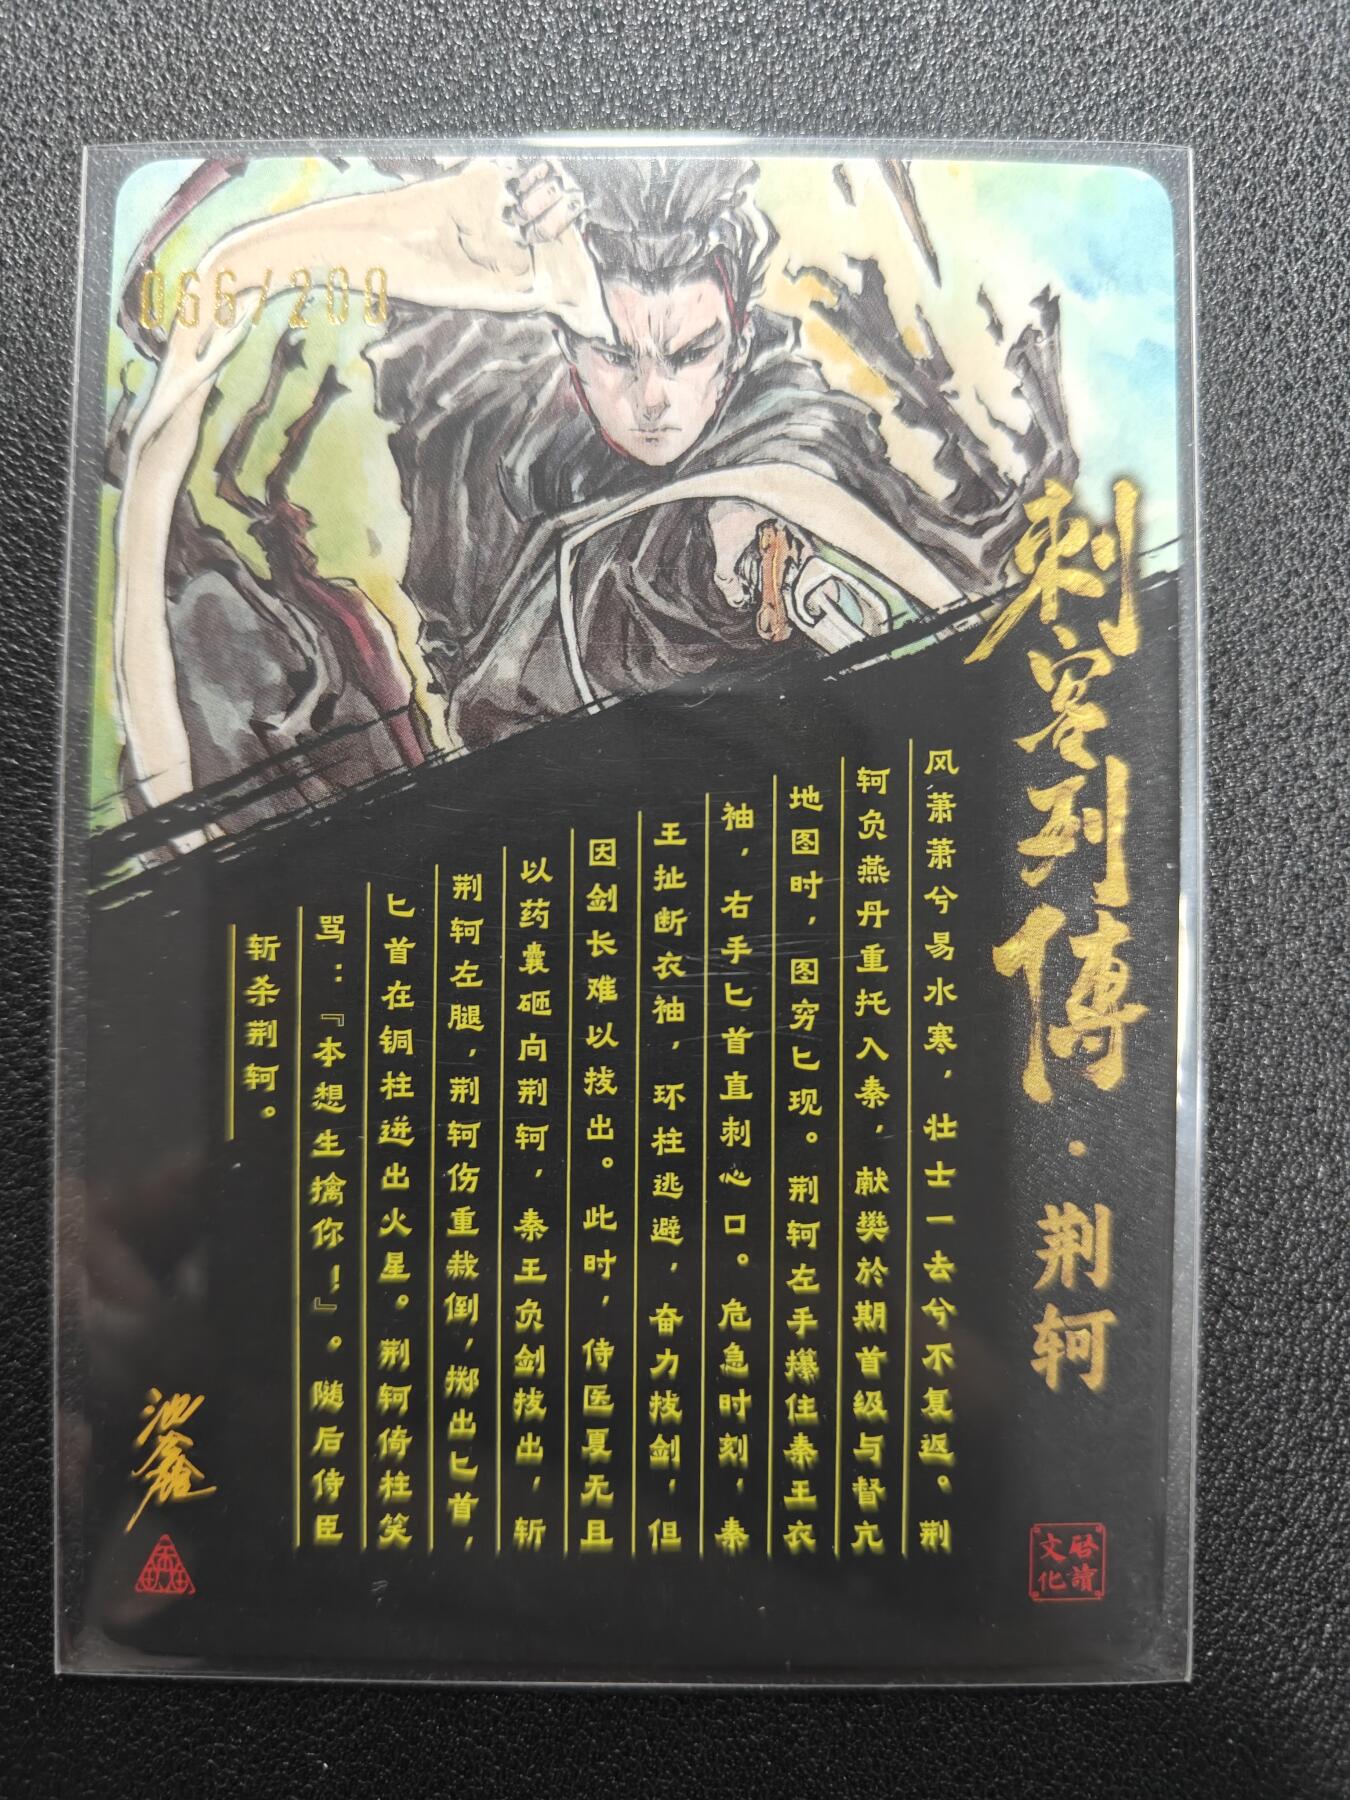 066/200
刺客列傳·荆轲
风萧萧兮易水寒，壮士一去兮不复返。荆
轲负燕丹重托入秦，献樊於期首级与督亢
地图时，图穷匕现。荆轲左手攥住秦王衣
袖，右手匕首直刺心口。危急时刻，秦
王扯断衣袖，环柱逃避，奋力拔剑，但
因剑长难以拔出。此时，侍医夏无且
以药囊砸向荆轲，秦王负剑拔出，斩
荆轲左腿，荆轲伤重栽倒，掷出匕首，
匕首在铜柱迸出火星。荆轲倚柱笑
骂：『本想生擒你！』。随后侍臣
斩杀荆轲。
启讀
文化